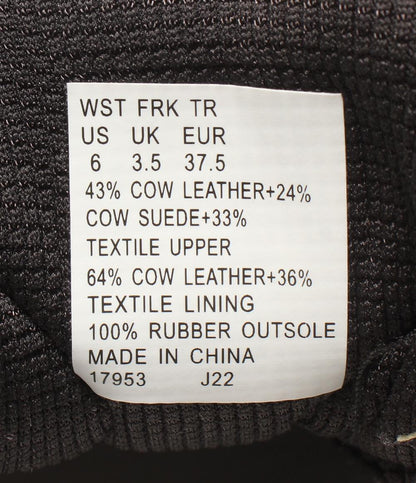 WST FRK TR
US UK EUR
6 3.5 37.5
43% COW LEATHER+24%
COW SUEDE+33%
TEXTILE UPPER
64% COW LEATHER+36%
TEXTILE LINING
100% RUBBER OUTSOLE
MADE IN CHINA
17953 J22